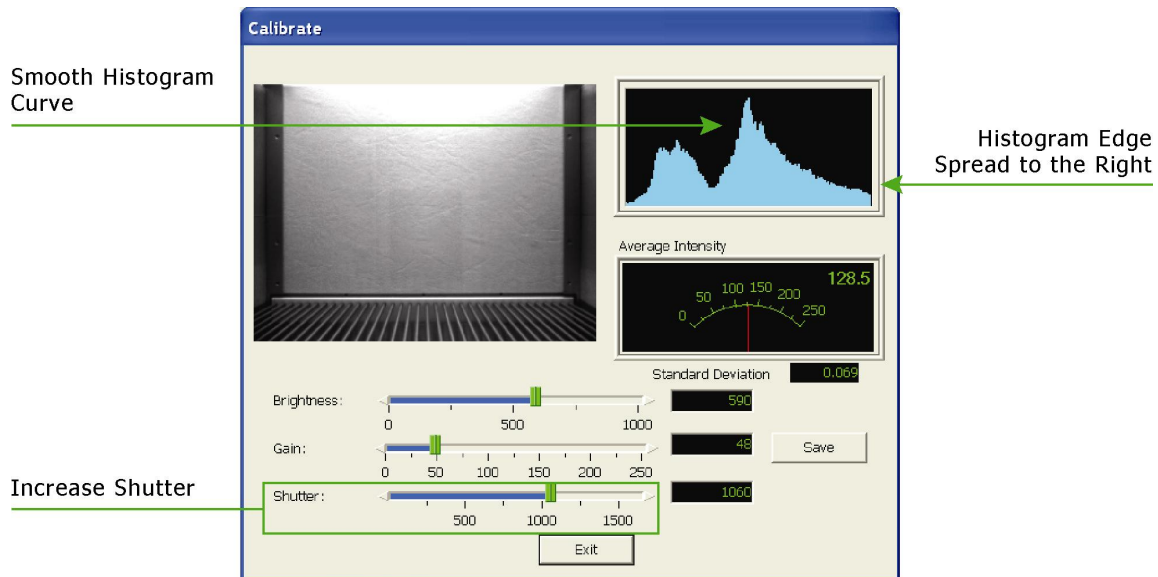 Calibrate
Smooth Histogram
Curve
Histogram Edge
Spread to the Right
Average Intensity
128.5
0 50 100 150 200 250
Standard Deviation 0.069
Brightness: 590
0 500 1000
Gain: 48 Save
0 50 100 150 200 250
Increase Shutter
Shutter: 1060
500 1000 1500
Exit